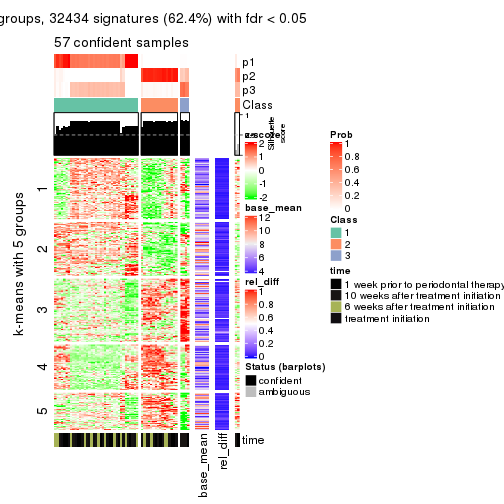 groups, 32434 signatures (62.4%) with fdr < 0.05
57 confident samples
p1
p2
p3
Class
1
Silhouette
score
z-score
2
1
0
-1
-2
base_mean
12
10
8
6
4
rel_diff
1
0.8
0.6
0.4
0.2
0
Status (barplots)
confident
ambiguous
Prob
1
0.8
0.6
0.4
0.2
0
Class
1
2
3
time
1 week prior to periodontal therapy
10 weeks after treatment initiation
6 weeks after treatment initiation
treatment initiation
k-means with 5 groups
1
2
3
4
5
base_mean
rel_diff
time